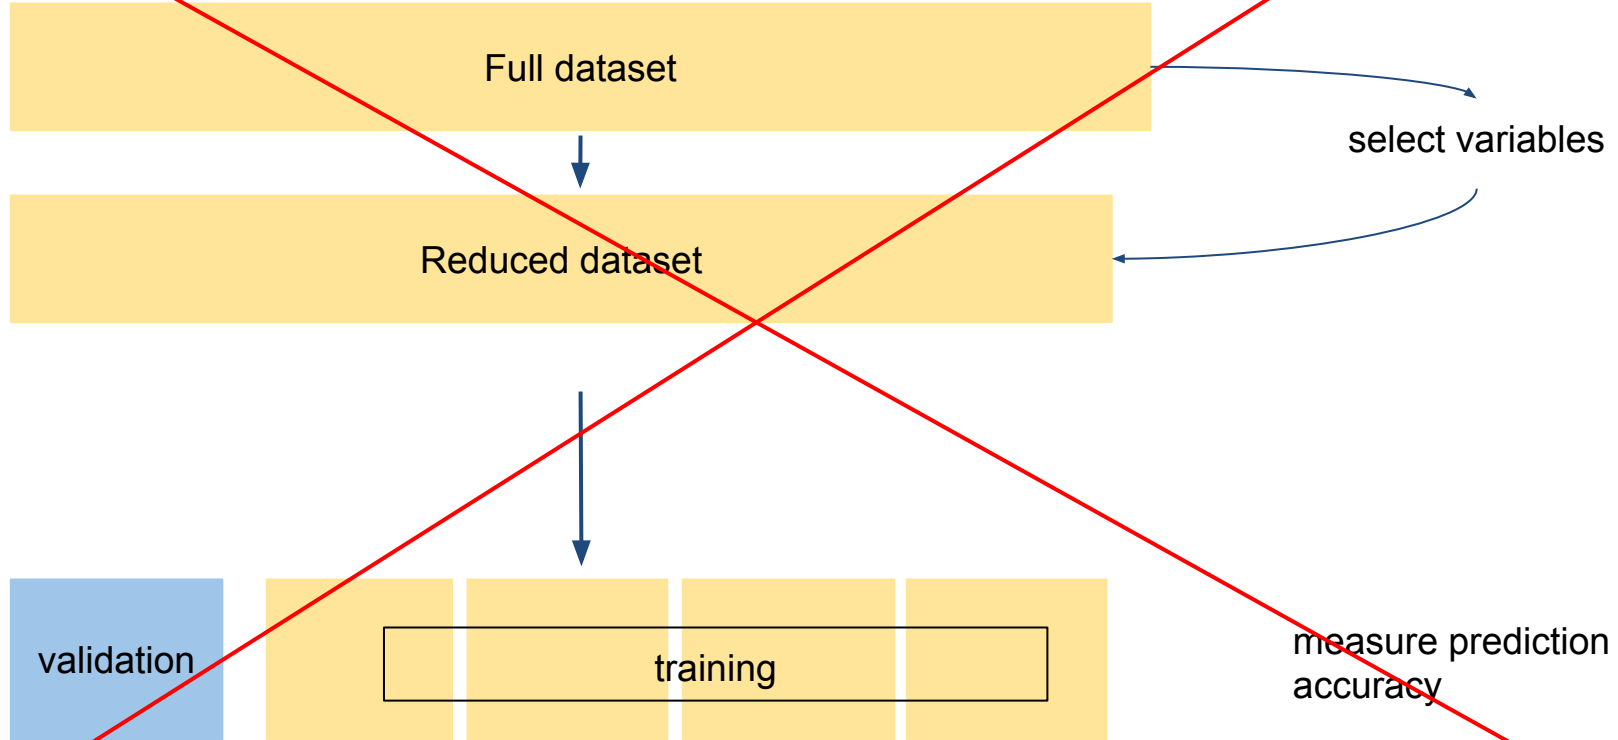 Full dataset
select variables
Reduced dataset
validation
training
measure prediction
accuracy